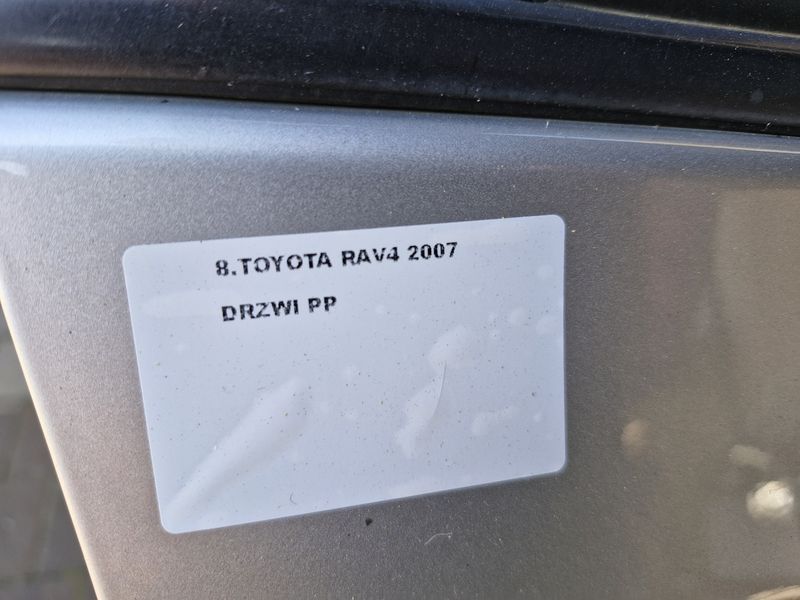 8.TOYOTA RAV4 2007
DRZWI PP